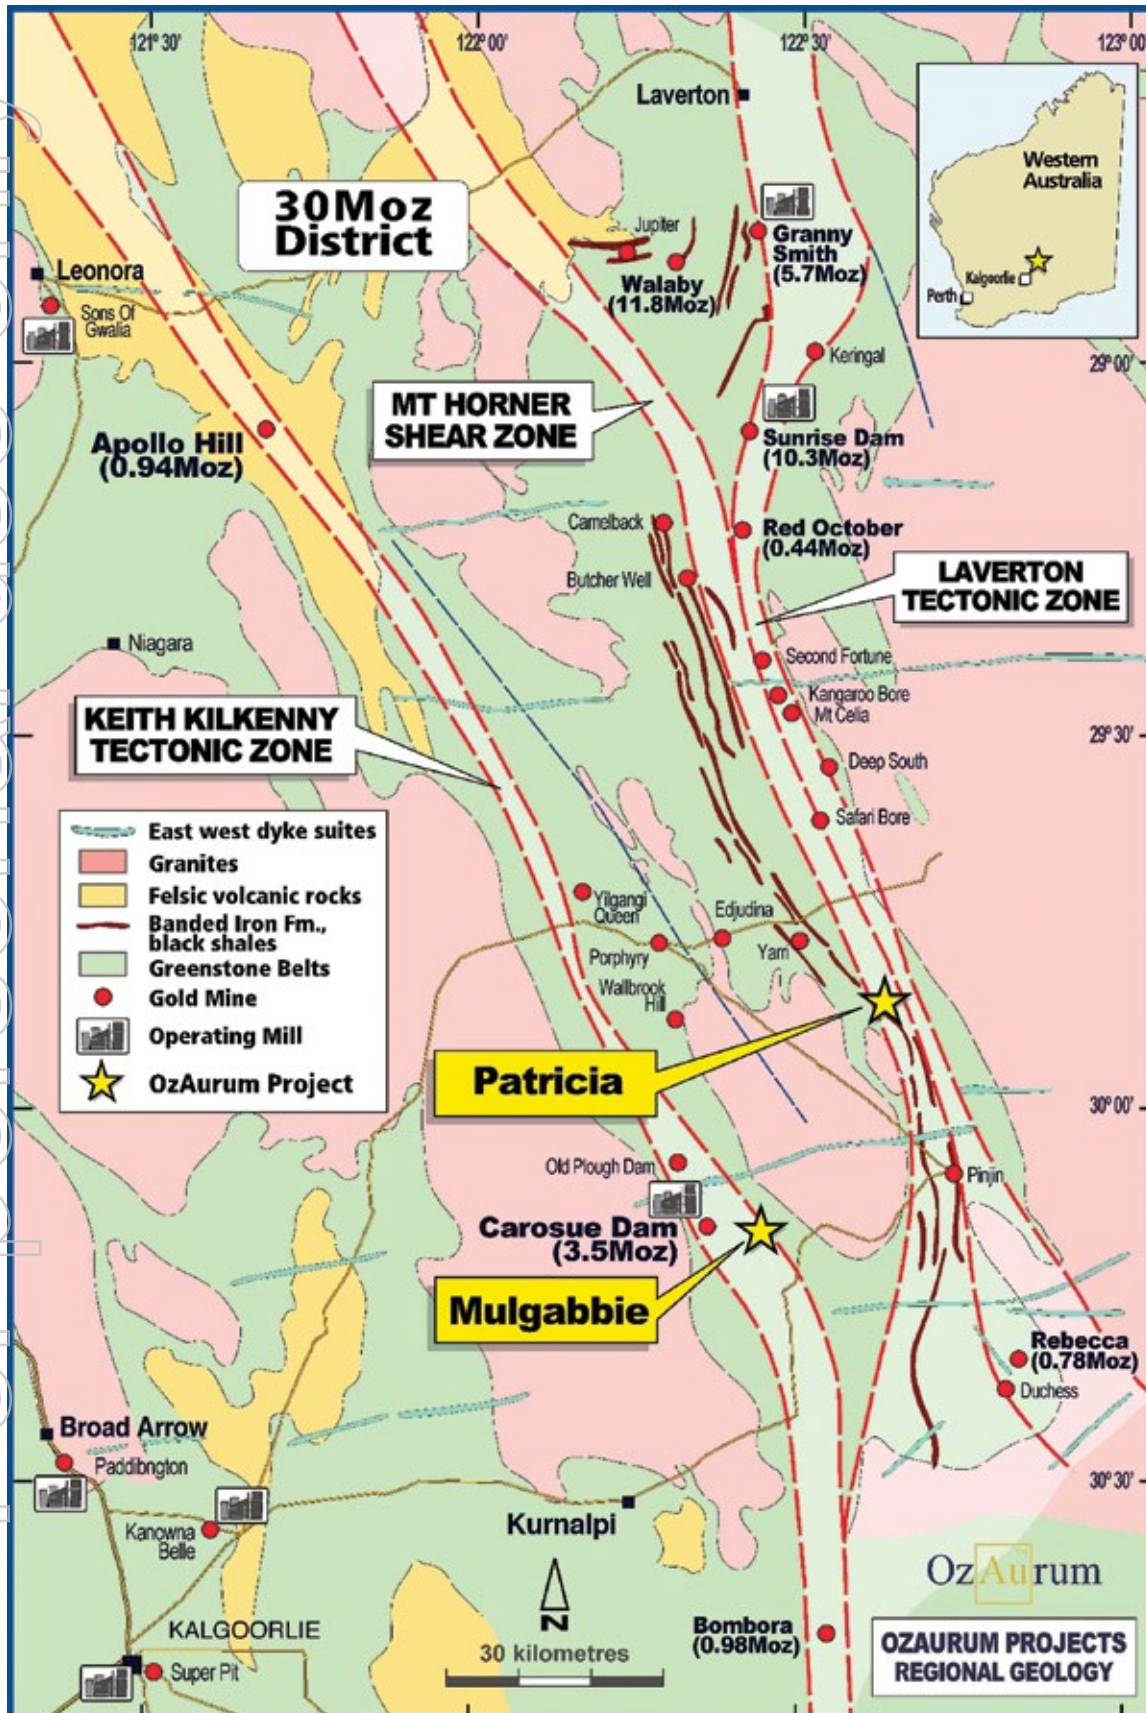 121° 30'
122° 00'
122° 30'
123° 00'
Laverton
Western
Australia
Kalgoorlie
Perth
30Moz
District
Jupiter
Granny
Smith
(5.7Moz)
Walaby
(11.8Moz)
Leonora
Sons Of
Gwalia
Keringal
29° 00'
MT HORNER
SHEAR ZONE
Apollo Hill
(0.94Moz)
Sunrise Dam
(10.3Moz)
Camelback
Red October
(0.44Moz)
Butcher Well
LAVERTON
TECTONIC ZONE
Niagara
Second Fortune
Kangaroo Bore
Mt Celia
KEITH KILKENNY
TECTONIC ZONE
29° 30'
Deep South
Safari Bore
East west dyke suites
Granites
Felsic volcanic rocks
Banded Iron Fm.,
black shales
Greenstone Belts
Gold Mine
Operating Mill
OzAurum Project
Yilgangi
Queen
Edjudina
Porphyry
Yarri
Wallbrook
Hill
Patricia
30° 00'
Old Plough Dam
Pinjin
Carosue Dam
(3.5Moz)
Mulgabbie
Rebecca
(0.78Moz)
Duchess
Broad Arrow
Paddibngton
30° 30'
Kurnalpi
Kanowna
Belle
N
OzAurum
KALGOORLIE
Super Pit
30 kilometres
Bombora
(0.98Moz)
OZAURUM PROJECTS
REGIONAL GEOLOGY